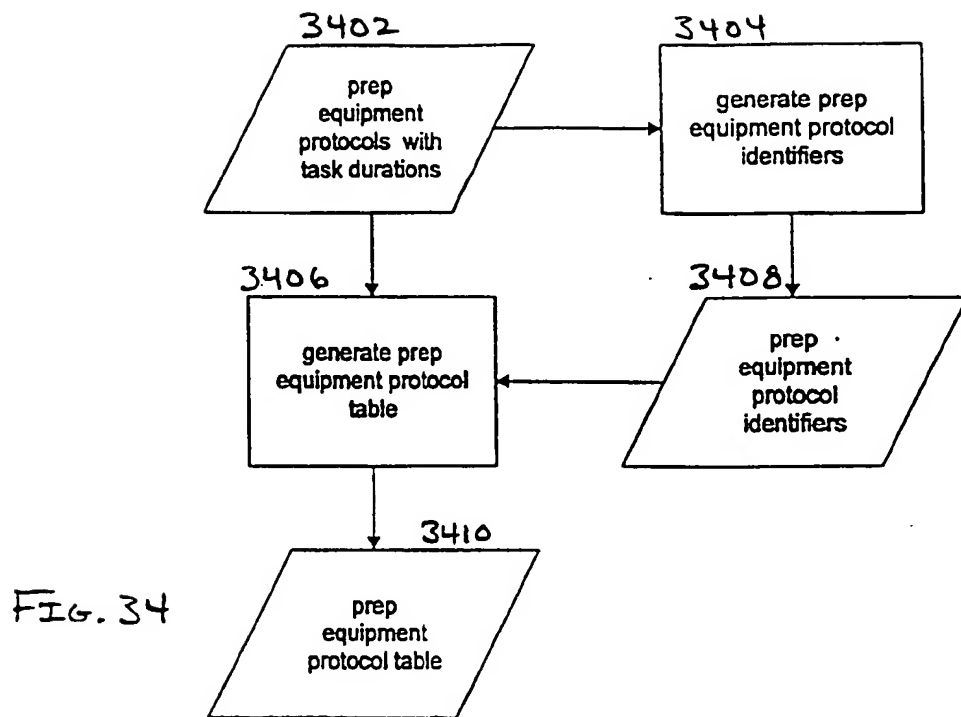 3402
prep
equipment
protocols with
task durations
3404
generate prep
equipment protocol
identifiers
3406
generate prep
equipment protocol
table
3408
prep
equipment
protocol
identifiers
3410
prep
equipment
protocol table
FIG. 34